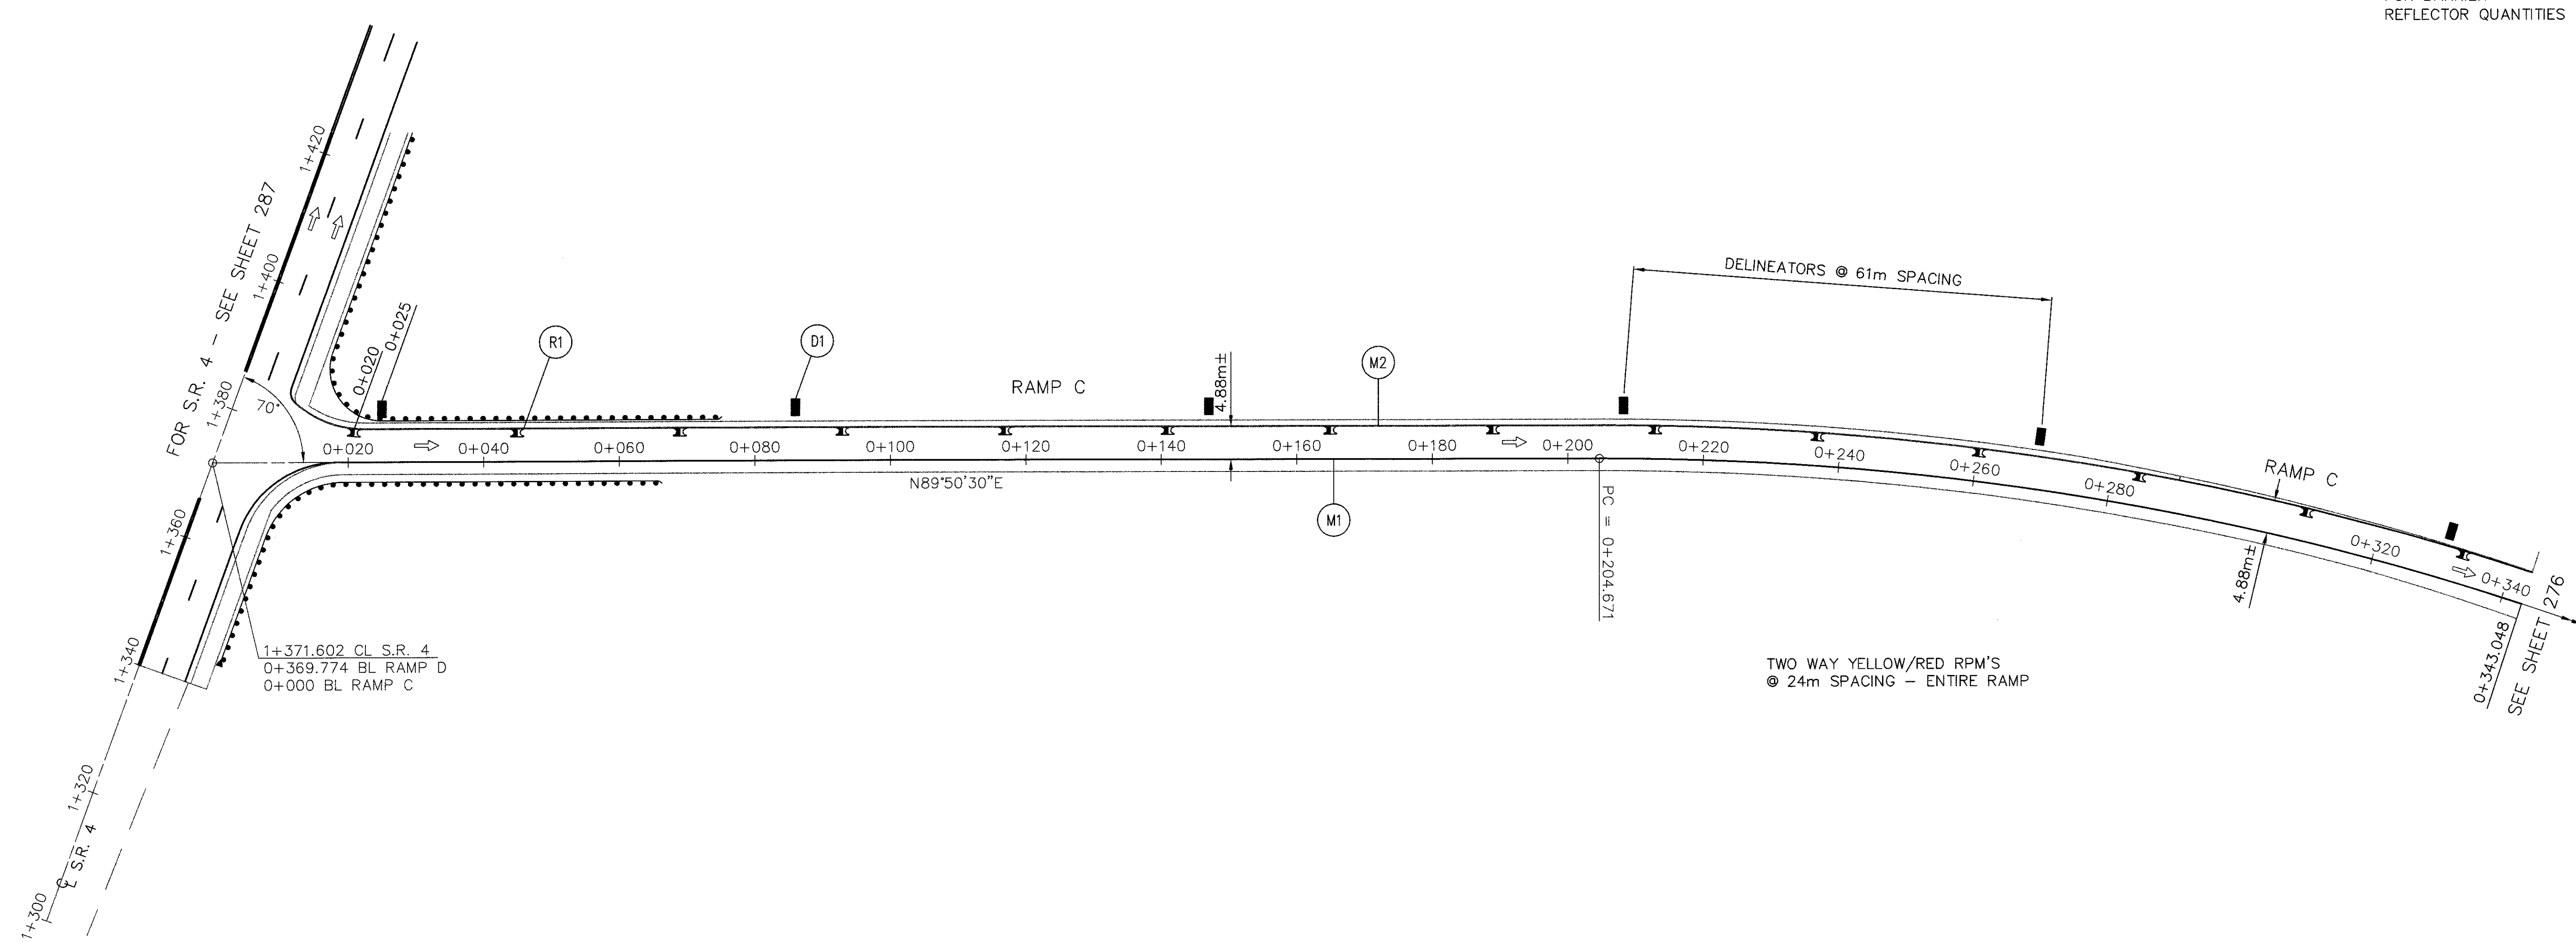 REFLECTOR QUANTITIES
FOR S.R. 4 - SEE SHEET 287
1+420
1+400
1+380
1+360
1+340
1+320
1+300
℄ S.R. 4
70°
0+020
0+025
R1
D1
RAMP C
4.88m∓
M2
DELINEATORS @ 61m SPACING
0+020
0+040
0+060
0+080
0+100
0+120
0+140
0+160
0+180
0+200
0+220
0+240
0+260
0+280
0+320
0+340
RAMP C
N89°50'30"E
M1
PC = 0+204.671
4.88m±
1+371.602 CL S.R. 4
0+369.774 BL RAMP D
0+000 BL RAMP C
TWO WAY YELLOW/RED RPM'S
@ 24m SPACING - ENTIRE RAMP
0+343.048
SEE SHEET 276